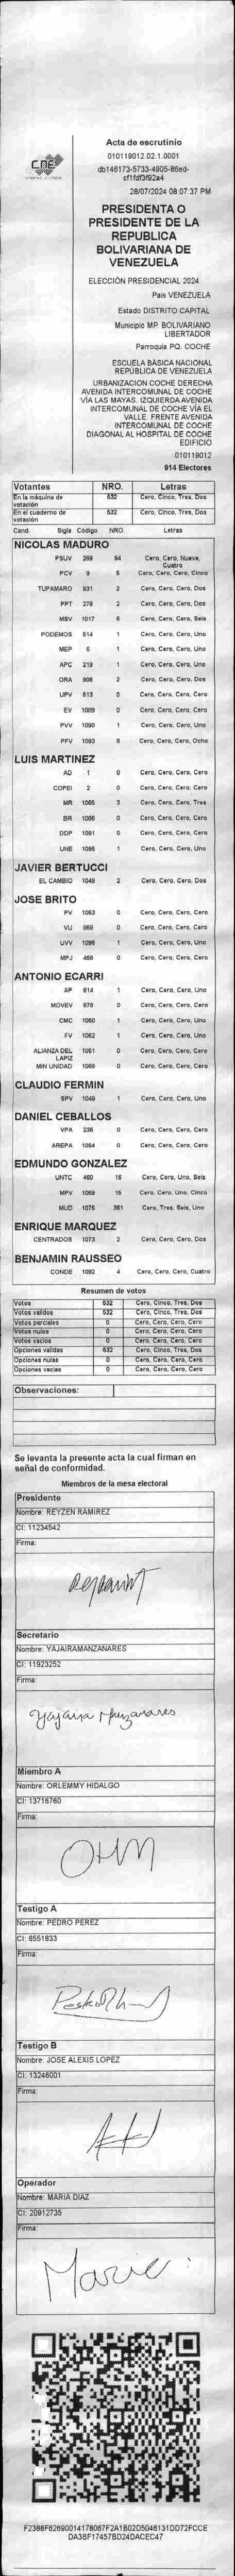 Acta de escrutinio
CNE
010119012.02.1.0001
db146173-5733-4905-86ed-
cf1fdf3f92a4
28/07/2024 08:07:37 PM
PRESIDENTA O
PRESIDENTE DE LA
REPUBLICA
BOLIVARIANA DE
VENEZUELA
ELECCIÓN PRESIDENCIAL 2024
País VENEZUELA
Estado DISTRITO CAPITAL
Municipio MP. BOLIVARIANO
LIBERTADOR
Parroquia PQ. COCHE
ESCUELA BÁSICA NACIONAL
REPÚBLICA DE VENEZUELA
URBANIZACION COCHE DERECHA
AVENIDA INTERCOMUNAL DE COCHE
VÍA LAS MAYAS. IZQUIERDA AVENIDA
INTERCOMUNAL DE COCHE VÍA EL
VALLE. FRENTE AVENIDA
INTERCOMUNAL DE COCHE
DIAGONAL AL HOSPITAL DE COCHE
EDIFICIO
010119012
914 Electores
Votantes NRO. Letras
En la máquina de votación 532 Cero, Cinco, Tres, Dos
En el cuaderno de votación 532 Cero, Cinco, Tres, Dos
Cand. Sigla Código NRO. Letras
NICOLAS MADURO
PSUV 269 94 Cero, Cero, Nueve, Cuatro
PCV 9 5 Cero, Cero, Cero, Cinco
TUPAMARO 931 2 Cero, Cero, Cero, Dos
PPT 276 2 Cero, Cero, Cero, Dos
MSV 1017 6 Cero, Cero, Cero, Seis
PODEMOS 514 1 Cero, Cero, Cero, Uno
MEP 6 1 Cero, Cero, Cero, Uno
APC 219 1 Cero, Cero, Cero, Uno
ORA 906 2 Cero, Cero, Cero, Dos
UPV 613 0 Cero, Cero, Cero, Cero
EV 1089 0 Cero, Cero, Cero, Cero
PVV 1090 1 Cero, Cero, Cero, Uno
PFV 1093 8 Cero, Cero, Cero, Ocho
LUIS MARTINEZ
AD 1 0 Cero, Cero, Cero, Cero
COPEI 2 0 Cero, Cero, Cero, Cero
MR 1065 3 Cero, Cero, Cero, Tres
BR 1066 0 Cero, Cero, Cero, Cero
DDP 1091 0 Cero, Cero, Cero, Cero
UNE 1095 1 Cero, Cero, Cero, Uno
JAVIER BERTUCCI
EL CAMBIO 1048 2 Cero, Cero, Cero, Dos
JOSE BRITO
PV 1053 0 Cero, Cero, Cero, Cero
VU 868 0 Cero, Cero, Cero, Cero
UVV 1096 1 Cero, Cero, Cero, Uno
MPJ 458 0 Cero, Cero, Cero, Cero
ANTONIO ECARRI
AP 814 1 Cero, Cero, Cero, Uno
MOVEV 878 0 Cero, Cero, Cero, Cero
CMC 1050 1 Cero, Cero, Cero, Uno
FV 1062 1 Cero, Cero, Cero, Uno
ALIANZA DEL LAPIZ 1051 0 Cero, Cero, Cero, Cero
MIN UNIDAD 1068 0 Cero, Cero, Cero, Cero
CLAUDIO FERMIN
SPV 1049 1 Cero, Cero, Cero, Uno
DANIEL CEBALLOS
VPA 236 0 Cero, Cero, Cero, Cero
AREPA 1094 0 Cero, Cero, Cero, Cero
EDMUNDO GONZALEZ
UNTC 460 16 Cero, Cero, Uno, Seis
MPV 1069 15 Cero, Cero, Uno, Cinco
MUD 1076 361 Cero, Tres, Seis, Uno
ENRIQUE MARQUEZ
CENTRADOS 1073 2 Cero, Cero, Cero, Dos
BENJAMIN RAUSSEO
CONDE 1092 4 Cero, Cero, Cero, Cuatro
Resumen de votos
Votos 532 Cero, Cinco, Tres, Dos
Votos validos 532 Cero, Cinco, Tres, Dos
Votos parciales 0 Cero, Cero, Cero, Cero
Votos nulos 0 Cero, Cero, Cero, Cero
Votos vacios 0 Cero, Cero, Cero, Cero
Opciones validas 532 Cero, Cinco, Tres, Dos
Opciones nulas 0 Cero, Cero, Cero, Cero
Opciones vacias 0 Cero, Cero, Cero, Cero
Observaciones:
Se levanta la presente acta la cual firman en
señal de conformidad.
Miembros de la mesa electoral
Presidente
Nombre: REYZEN RAMIREZ
CI: 11234542
Firma:
Secretario
Nombre: YAJAIRAMANZANARES
CI: 11923252
Firma:
Yajaira Manzanares
Miembro A
Nombre: ORLEMMY HIDALGO
CI: 13716760
Firma:
OHM
Testigo A
Nombre: PEDRO PEREZ
CI: 6551833
Firma:
Testigo B
Nombre: JOSE ALEXIS LOPEZ
CI: 13246001
Firma:
Operador
Nombre: MARIA DIAZ
CI: 20912735
Firma:
Maria
F2388F62690014178067F2A1B02D5046131DD72FCCE
DA3BF17457BD24DACEC47